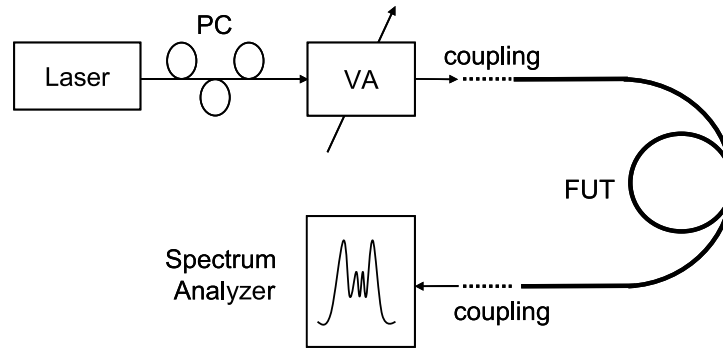 PC
Laser
VA
coupling
FUT
Spectrum
Analyzer
coupling